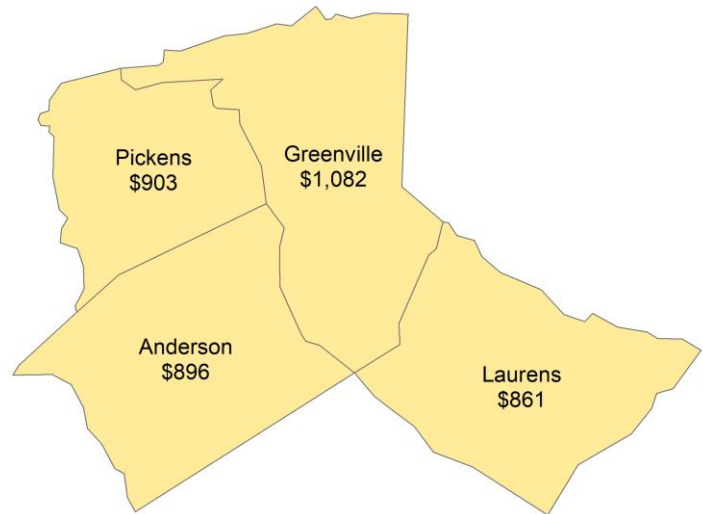 Pickens
$903
Greenville
$1,082
Anderson
$896
Laurens
$861